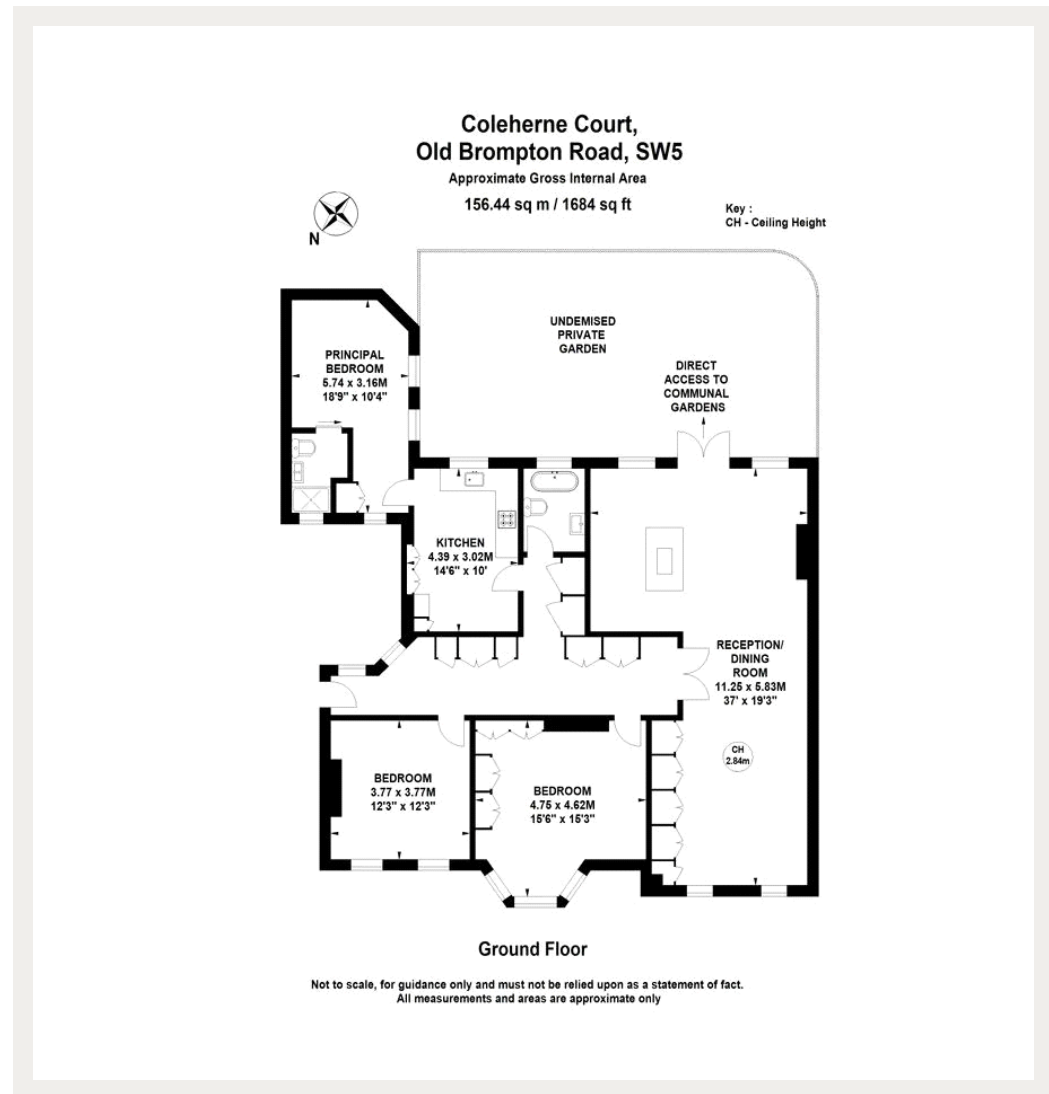 Coleherne Court,
Old Brompton Road, SW5
Approximate Gross Internal Area
156.44 sq m / 1684 sq ft
Key :
CH - Ceiling Height
N
UNDEMISED
PRIVATE
GARDEN
DIRECT
ACCESS TO
COMMUNAL
GARDENS
PRINCIPAL
BEDROOM
5.74 x 3.16M
18'9" x 10'4"
KITCHEN
4.39 x 3.02M
14'6" x 10'
RECEPTION/
DINING
ROOM
11.25 x 5.83M
37' x 19'3"
CH
2.84m
BEDROOM
3.77 x 3.77M
12'3" x 12'3"
BEDROOM
4.75 x 4.62M
15'6" x 15'3"
Ground Floor
Not to scale, for guidance only and must not be relied upon as a statement of fact.
All measurements and areas are approximate only